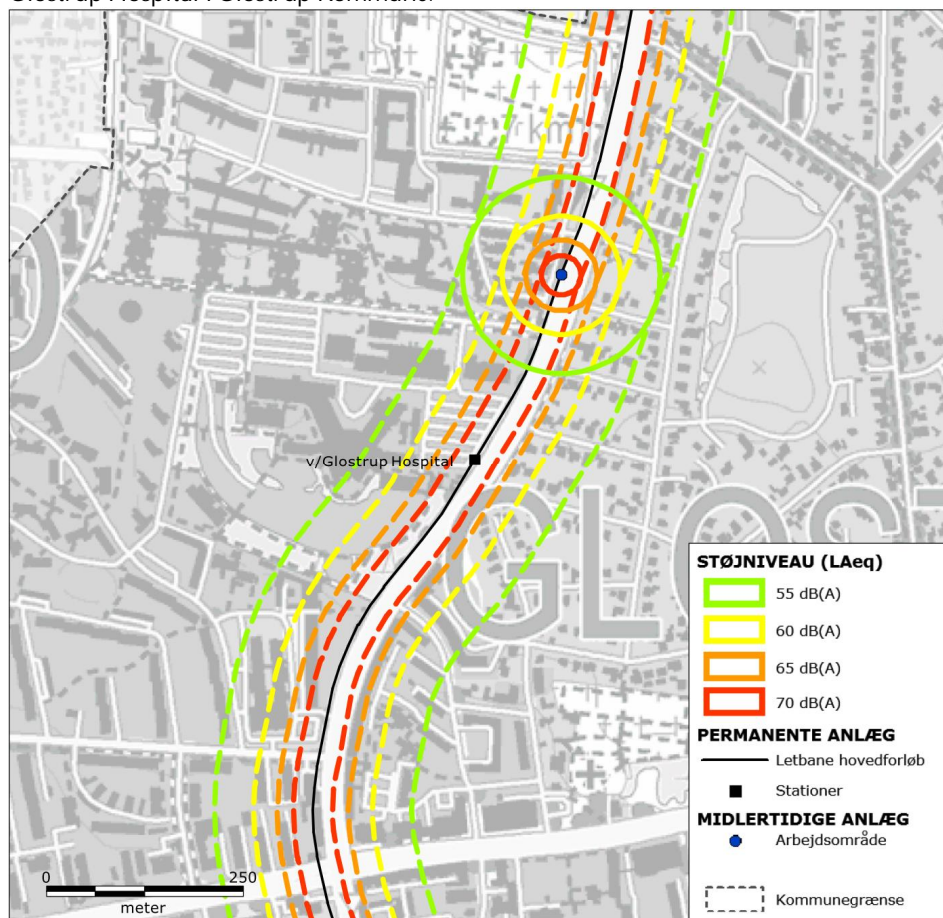 v/Glostrup Hospital
STØJNIVEAU (LAeq)
55 dB(A)
60 dB(A)
65 dB(A)
70 dB(A)
PERMANENTE ANLÆG
Letbane hovedforløb
Stationer
MIDLERTIDIGE ANLÆG
Arbejdsområde
Kommunegrænse
0 250
meter